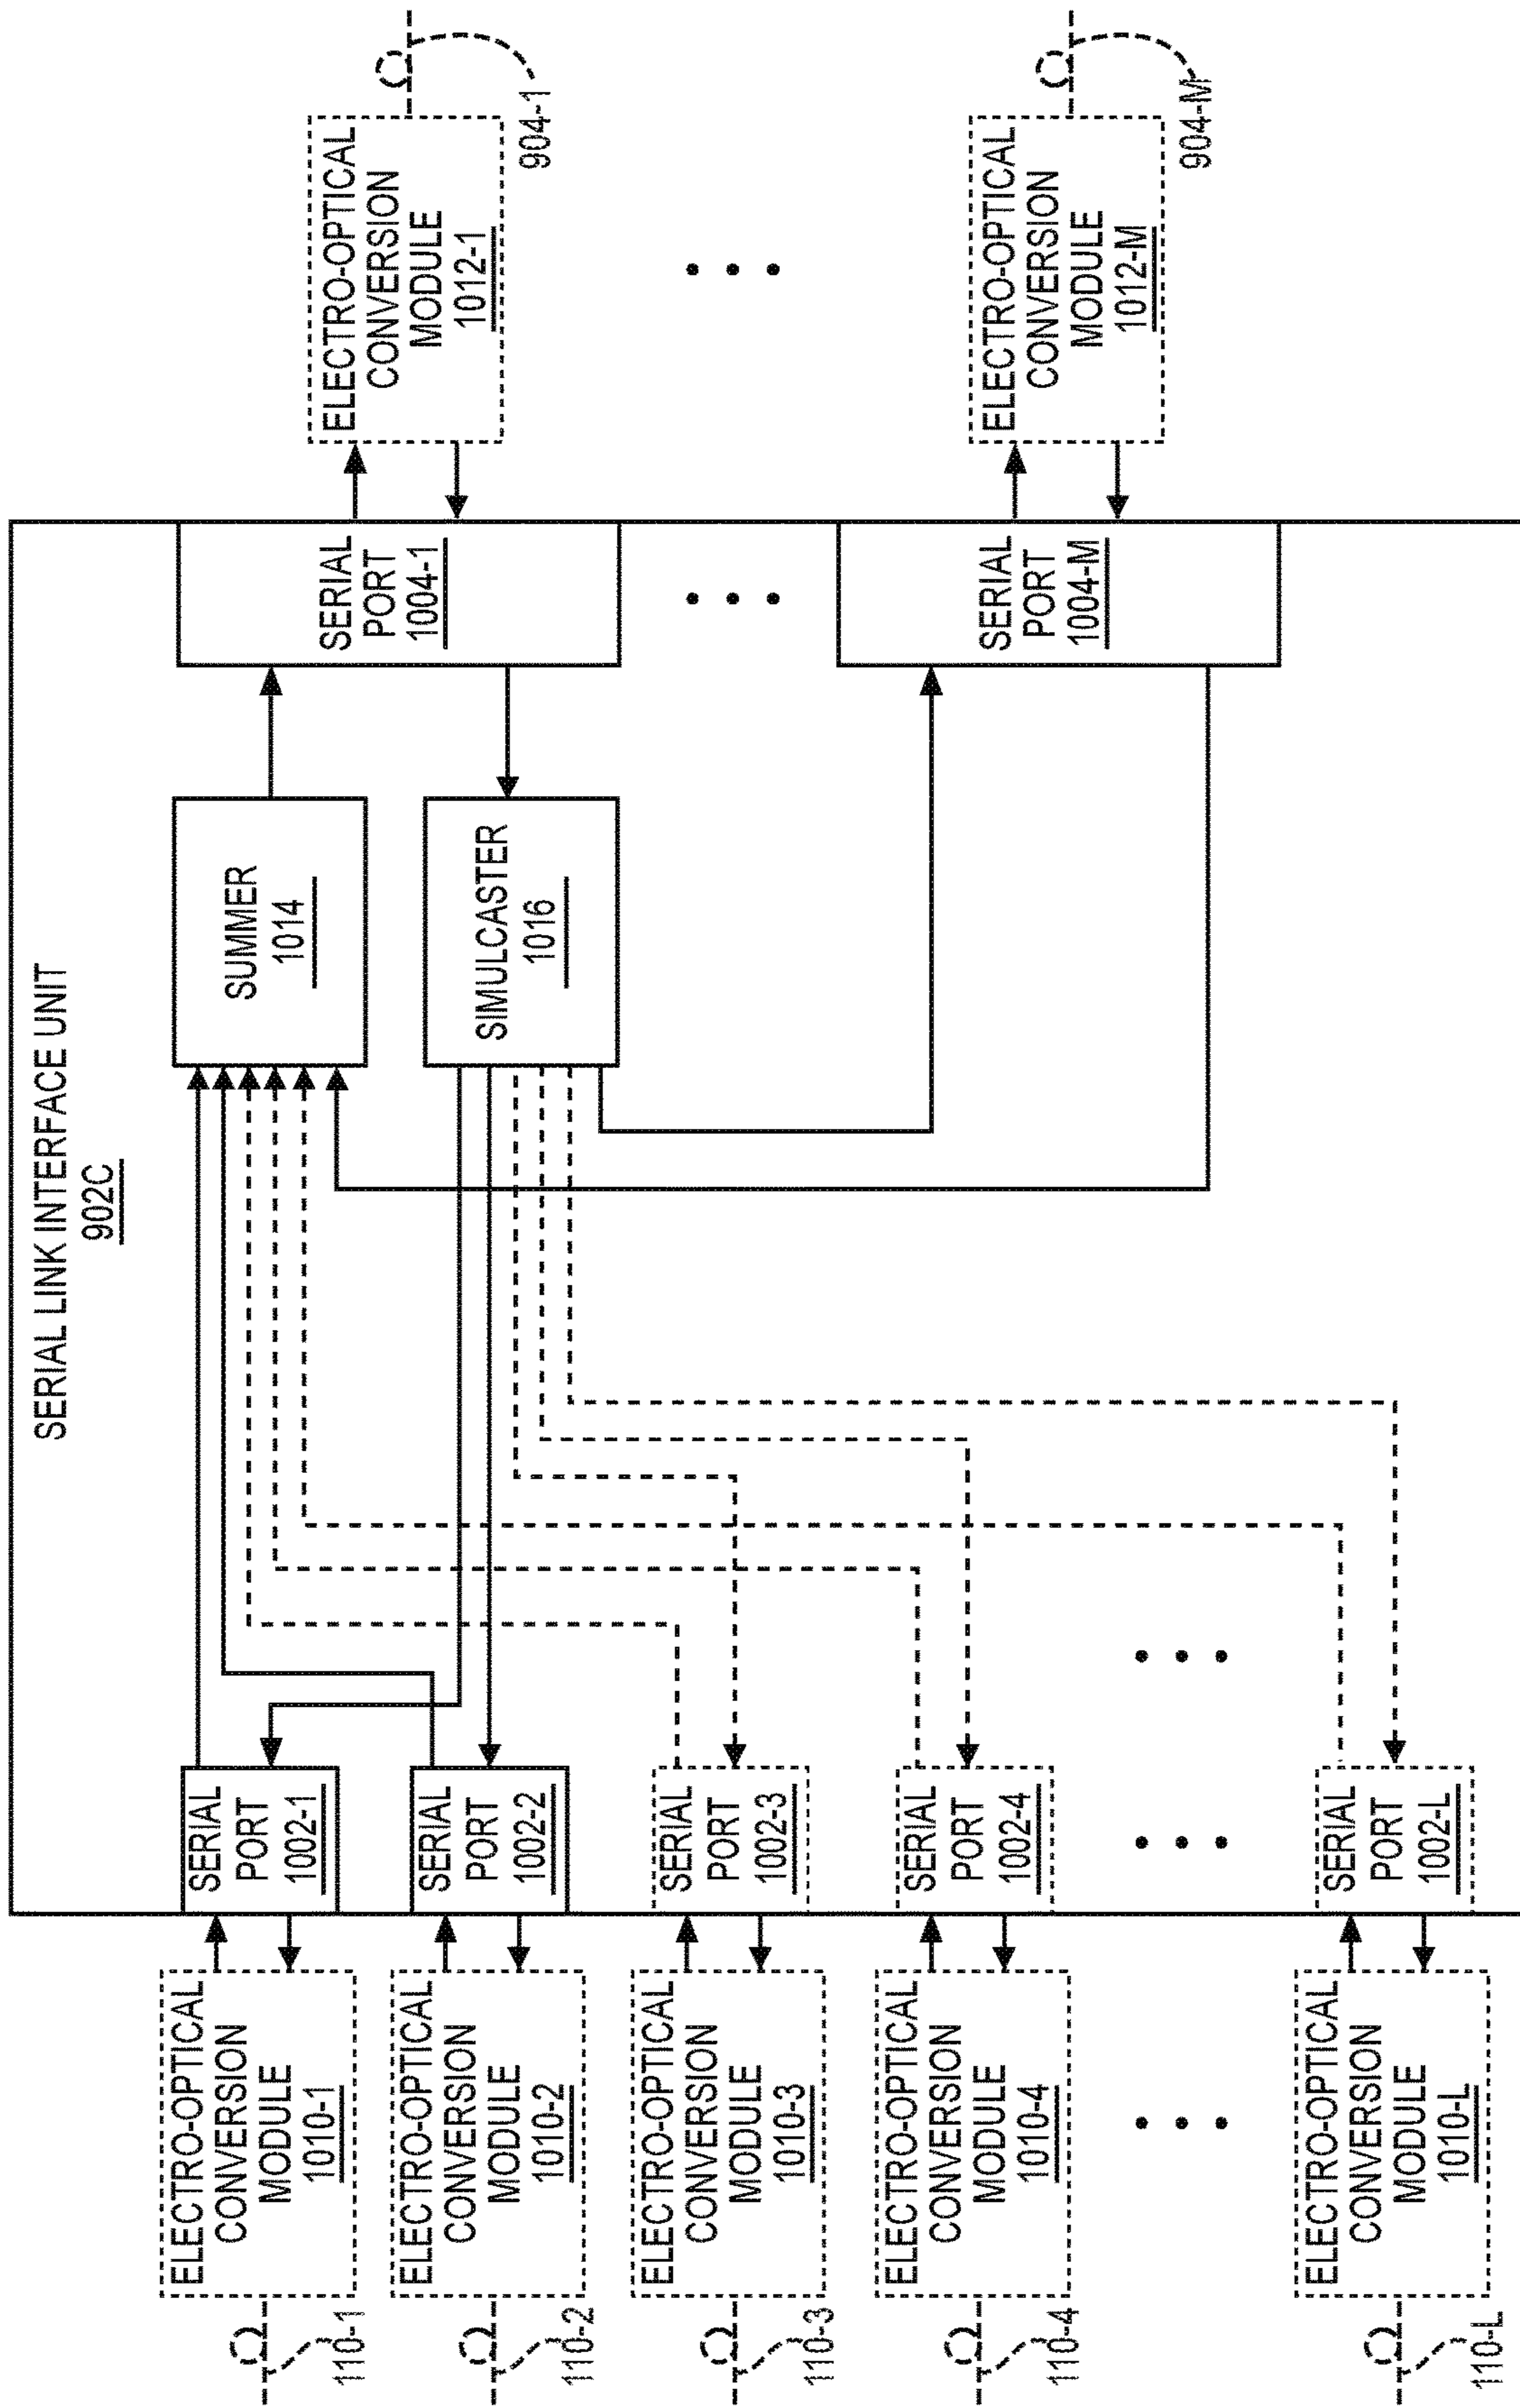 SERIAL LINK INTERFACE UNIT
902C
ELECTRO-OPTICAL
CONVERSION
MODULE
1010-1
110-1
SERIAL
PORT
1002-1
SUMMER
1014
SERIAL
PORT
1004-1
ELECTRO-OPTICAL
CONVERSION
MODULE
1012-1
904-1
ELECTRO-OPTICAL
CONVERSION
MODULE
1010-2
110-2
SERIAL
PORT
1002-2
SIMULCASTER
1016
ELECTRO-OPTICAL
CONVERSION
MODULE
1010-3
110-3
SERIAL
PORT
1002-3
ELECTRO-OPTICAL
CONVERSION
MODULE
1010-4
110-4
SERIAL
PORT
1002-4
SERIAL
PORT
1004-M
ELECTRO-OPTICAL
CONVERSION
MODULE
1012-M
904-M
ELECTRO-OPTICAL
CONVERSION
MODULE
1010-L
110-L
SERIAL
PORT
1002-L